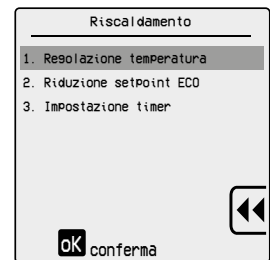 Riscaldamento
1. Regolazione temperatura
2. Riduzione setpoint ECO
3. Impostazione timer
OK conferma